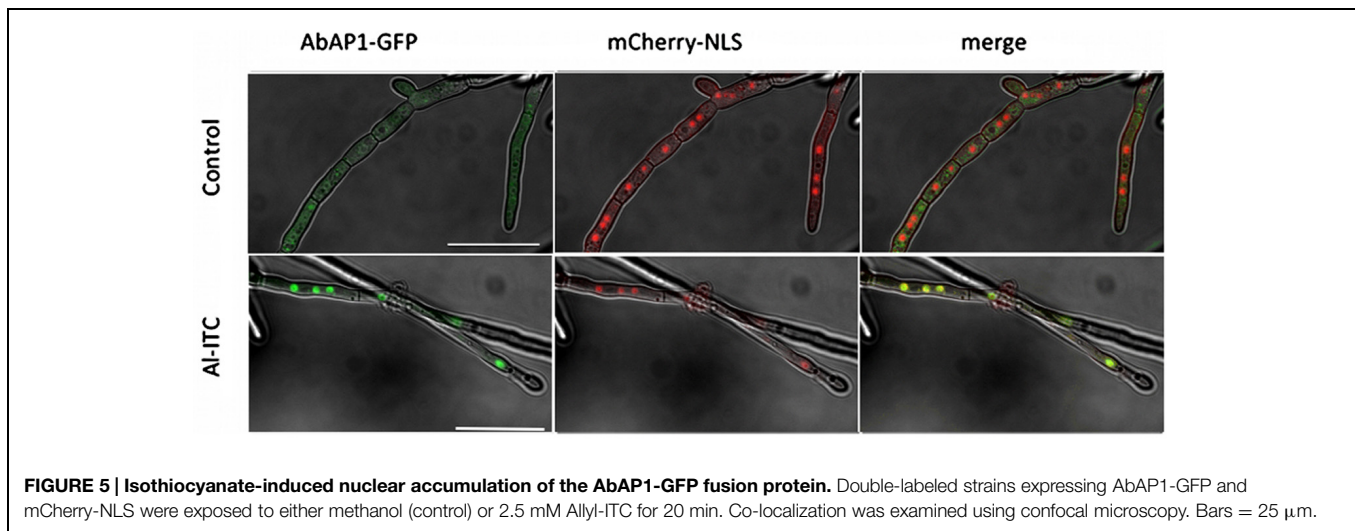 AbAP1-GFP mCherry-NLS merge
Control
Al-ITC
FIGURE 5 | Isothiocyanate-induced nuclear accumulation of the AbAP1-GFP fusion protein. Double-labeled strains expressing AbAP1-GFP and
mCherry-NLS were exposed to either methanol (control) or 2.5 mM Allyl-ITC for 20 min. Co-localization was examined using confocal microscopy. Bars = 25 μm.